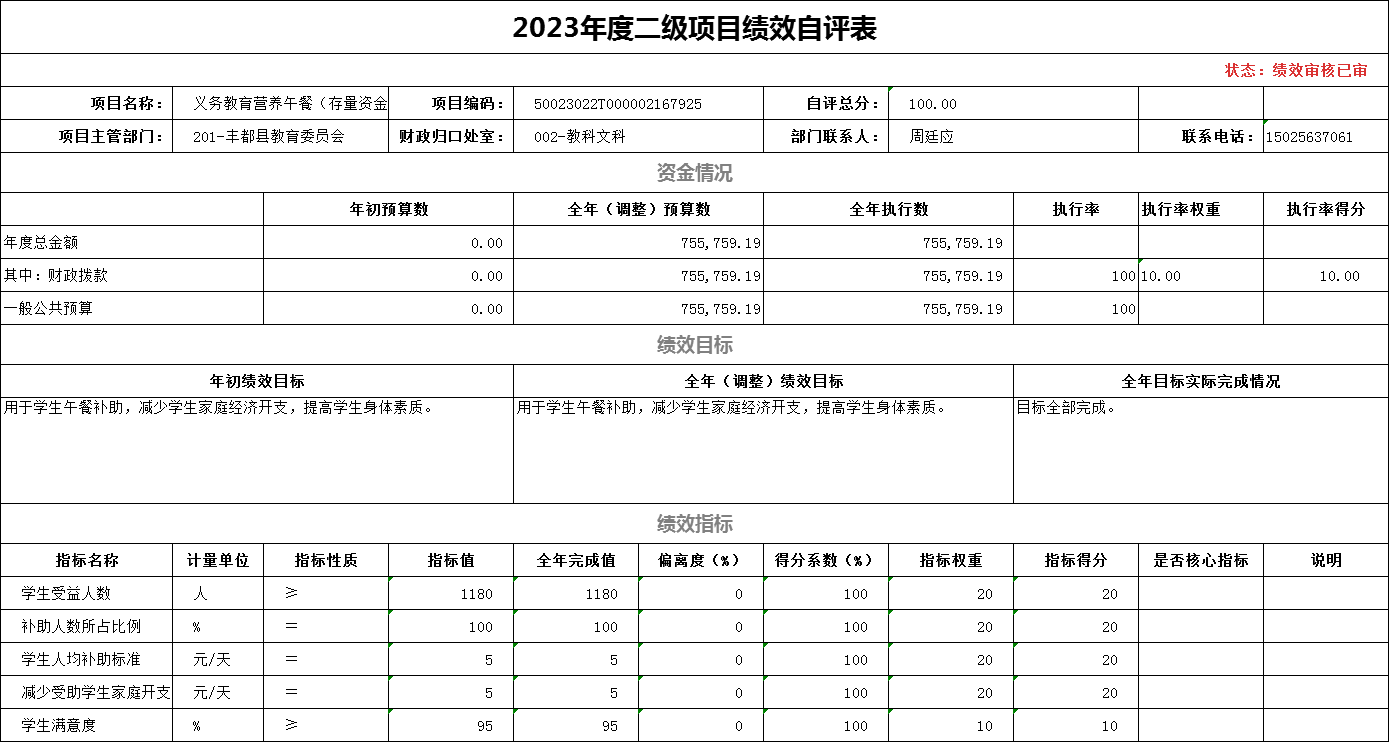 2023年度二级项目绩效自评表
状态：绩效审核已审
项目名称： 义务教育营养午餐（存量资金 项目编码： 50023022T000002167925 自评总分： 100.00
项目主管部门： 201-丰都县教育委员会 财政归口处室： 002-教科文科 部门联系人： 周廷应 联系电话： 15025637061
资金情况
年初预算数 全年（调整）预算数 全年执行数 执行率 执行率权重 执行率得分
年度总金额 0.00 755,759.19 755,759.19
其中：财政拨款 0.00 755,759.19 755,759.19 100 10.00 10.00
一般公共预算 0.00 755,759.19 755,759.19 100
绩效目标
年初绩效目标 全年（调整）绩效目标 全年目标实际完成情况
用于学生午餐补助，减少学生家庭经济开支，提高学生身体素质。 用于学生午餐补助，减少学生家庭经济开支，提高学生身体素质。 目标全部完成。
绩效指标
指标名称 计量单位 指标性质 指标值 全年完成值 偏离度（%） 得分系数（%） 指标权重 指标得分 是否核心指标 说明
学生受益人数 人 ≥ 1180 1180 0 100 20 20
补助人数所占比例 % ＝ 100 100 0 100 20 20
学生人均补助标准 元/天 ＝ 5 5 0 100 20 20
减少受助学生家庭开支 元/天 ＝ 5 5 0 100 20 20
学生满意度 % ≥ 95 95 0 100 10 10